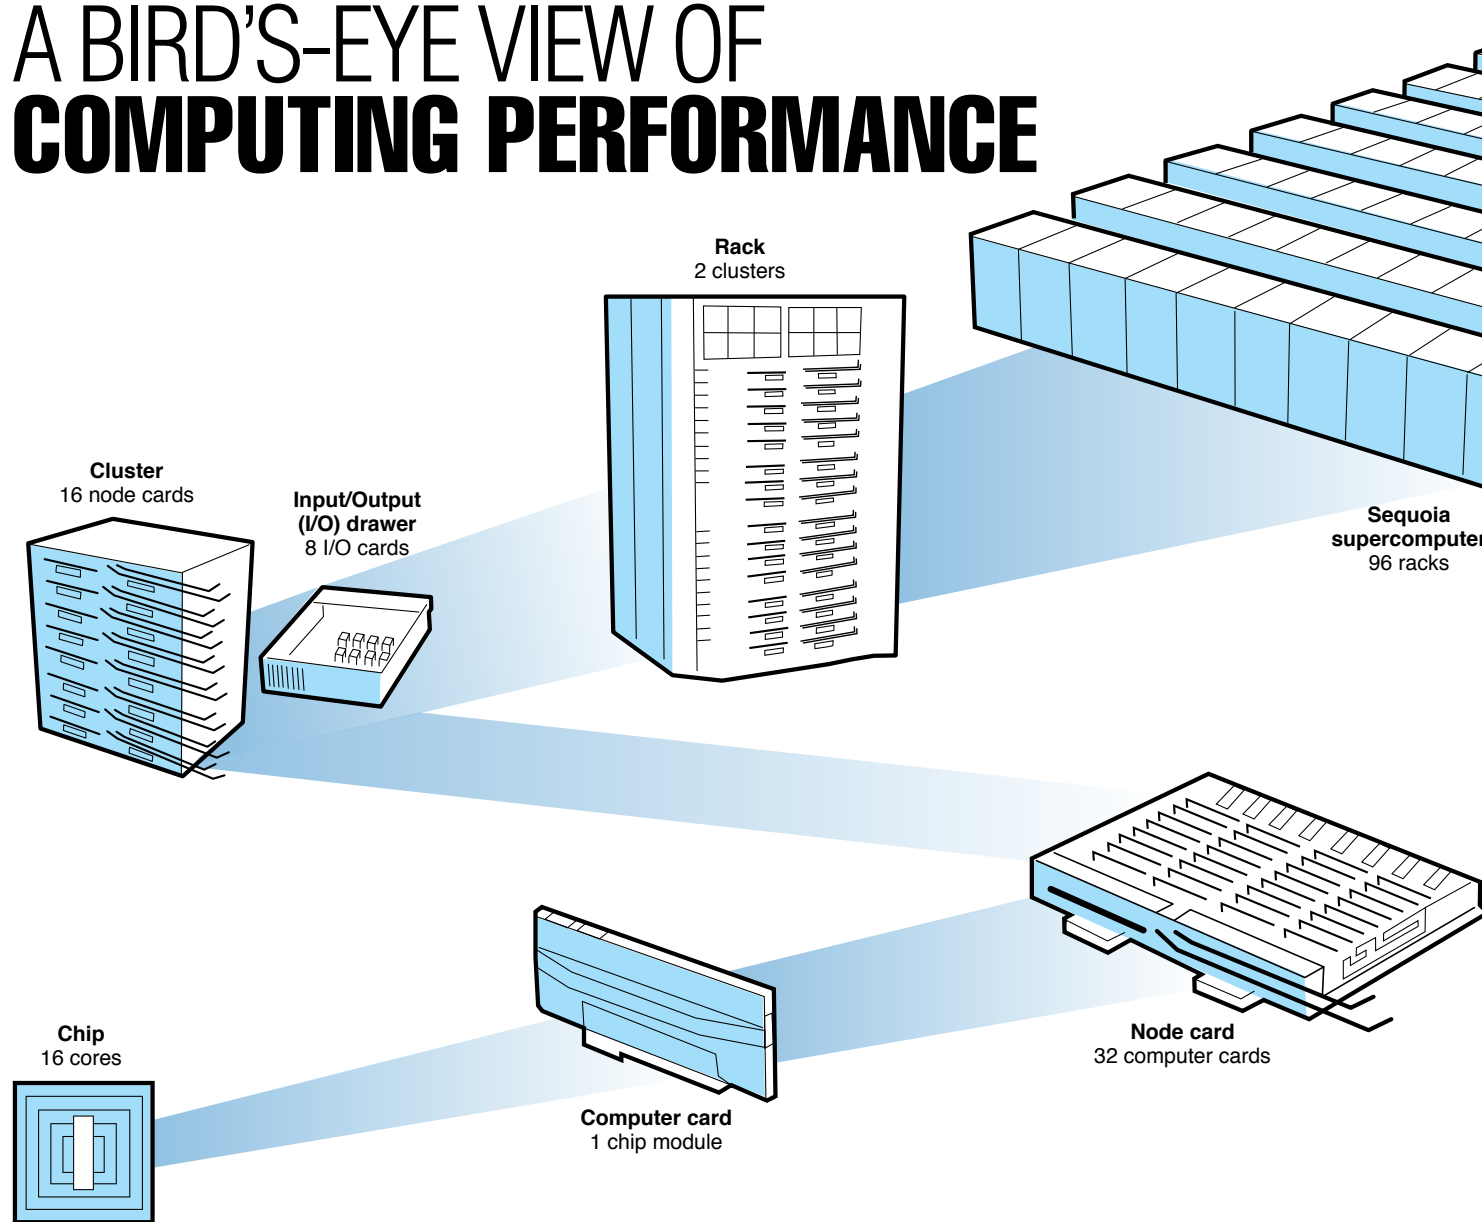 A BIRD'S-EYE VIEW OF
COMPUTING PERFORMANCE
Rack
2 clusters
Cluster
16 node cards
Input/Output
(I/O) drawer
8 I/O cards
Sequoia
supercomputer
96 racks
Node card
32 computer cards
Chip
16 cores
Computer card
1 chip module